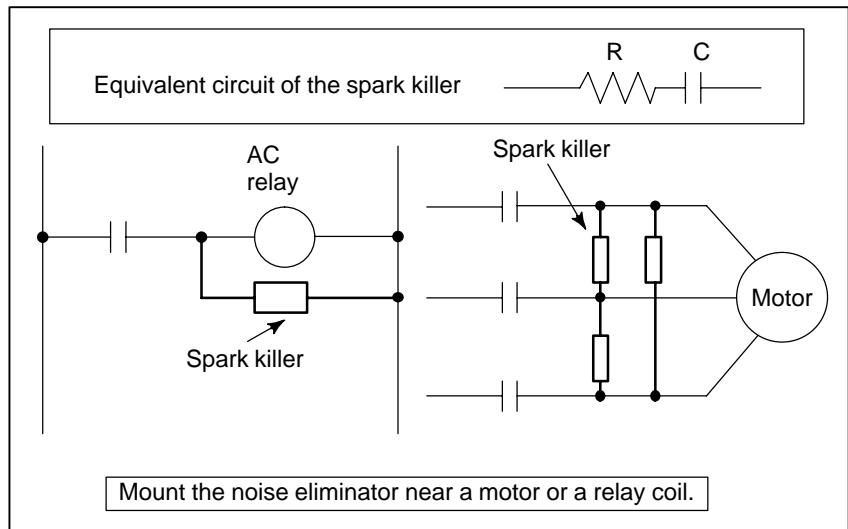 R
C
Equivalent circuit of the spark killer
AC
relay
Spark killer
Spark killer
Motor
Mount the noise eliminator near a motor or a relay coil.